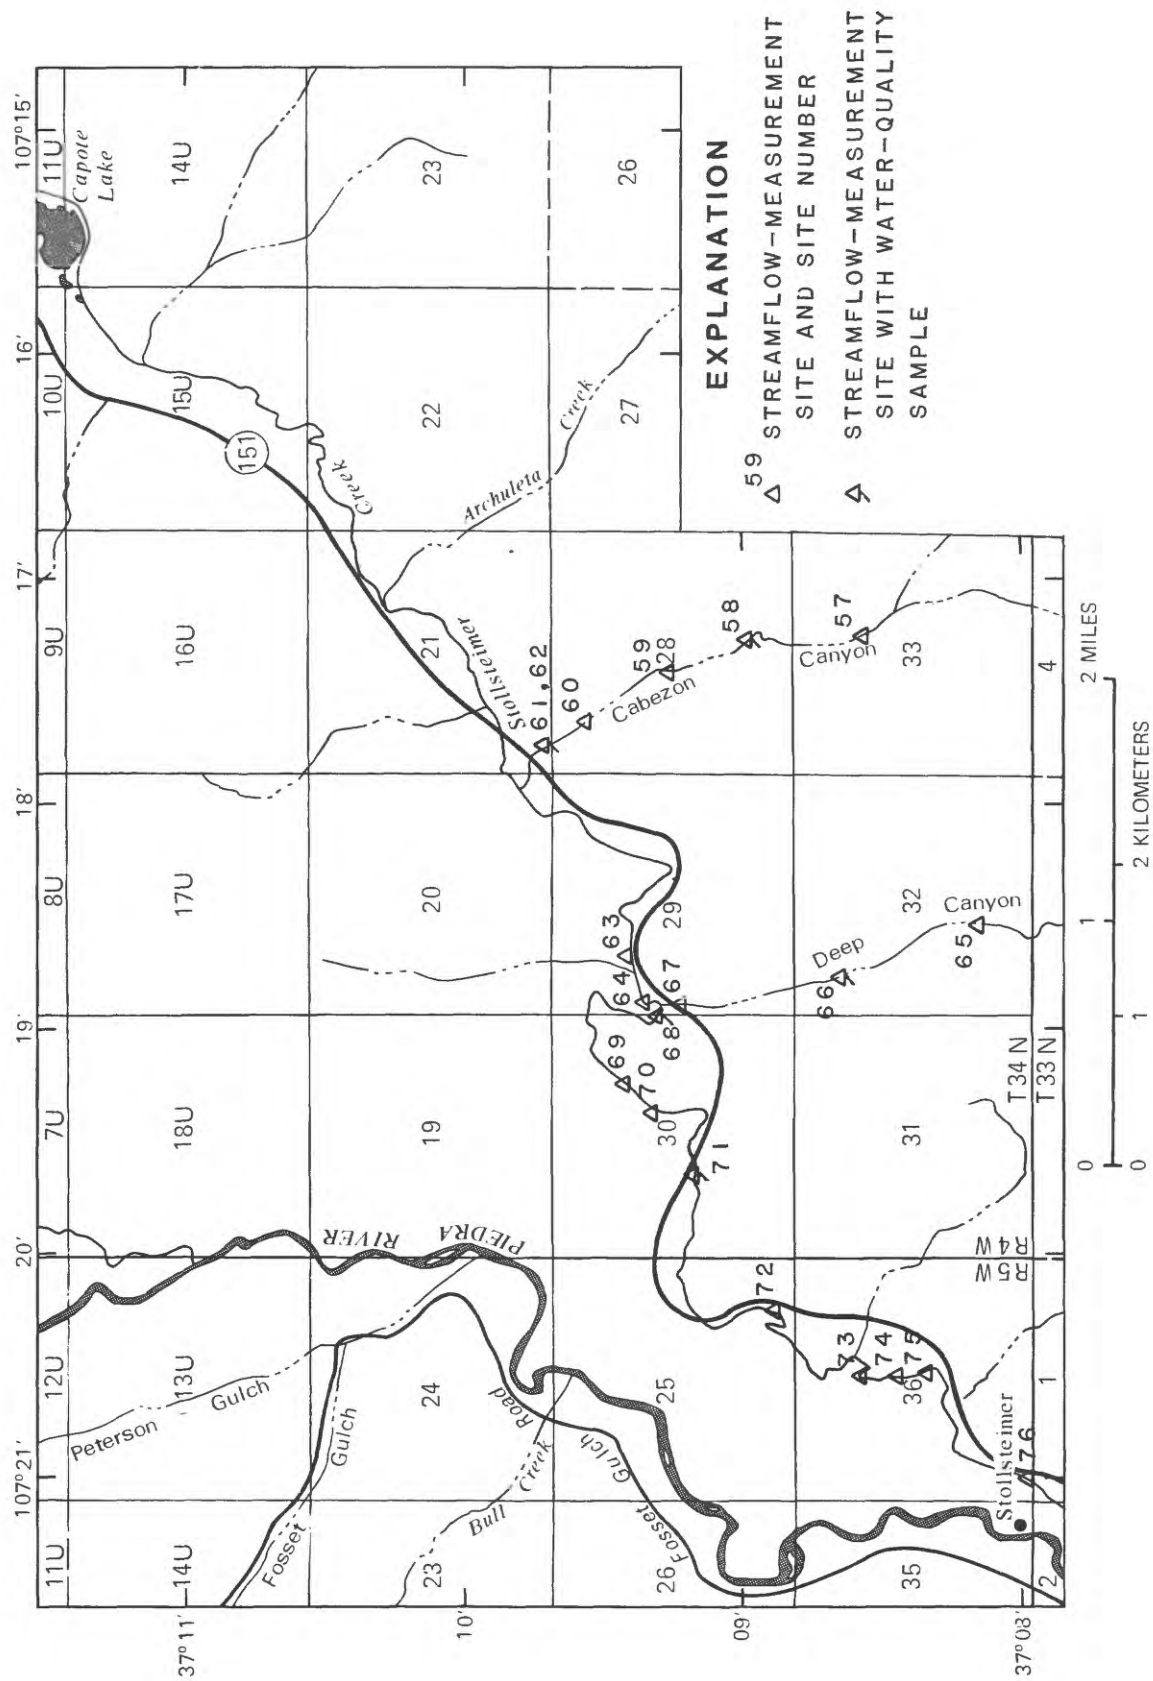 107°21'
20'
19'
18'
17'
16'
107°15'
11U
12U
7U
8U
9U
10U
11U
Capote
Lake
37°11'
14U
13U
18U
17U
16U
15U
14U
Peterson
Gulch
Fosset
Gulch
151
PIEDRA
RIVER
10'
23
24
19
20
21
22
23
Bull
Creek
Fosset
Gulch
Road
Stollsteimer
Creek
Archuleta
Creek
26
25
30
29
28
27
26
61,62
60
59
58
57
Cabezon
Canyon
63
64
67
68
69
70
71
72
73
74
75
76
66
65
Deep
Canyon
09'
35
36
31
32
33
R5W
R4W
T34N
T33N
Stollsteimer
37°08'
2
1
4
0
1
2 MILES
0
1
2 KILOMETERS
EXPLANATION
59 STREAMFLOW-MEASUREMENT
SITE AND SITE NUMBER
STREAMFLOW-MEASUREMENT
SITE WITH WATER-QUALITY
SAMPLE